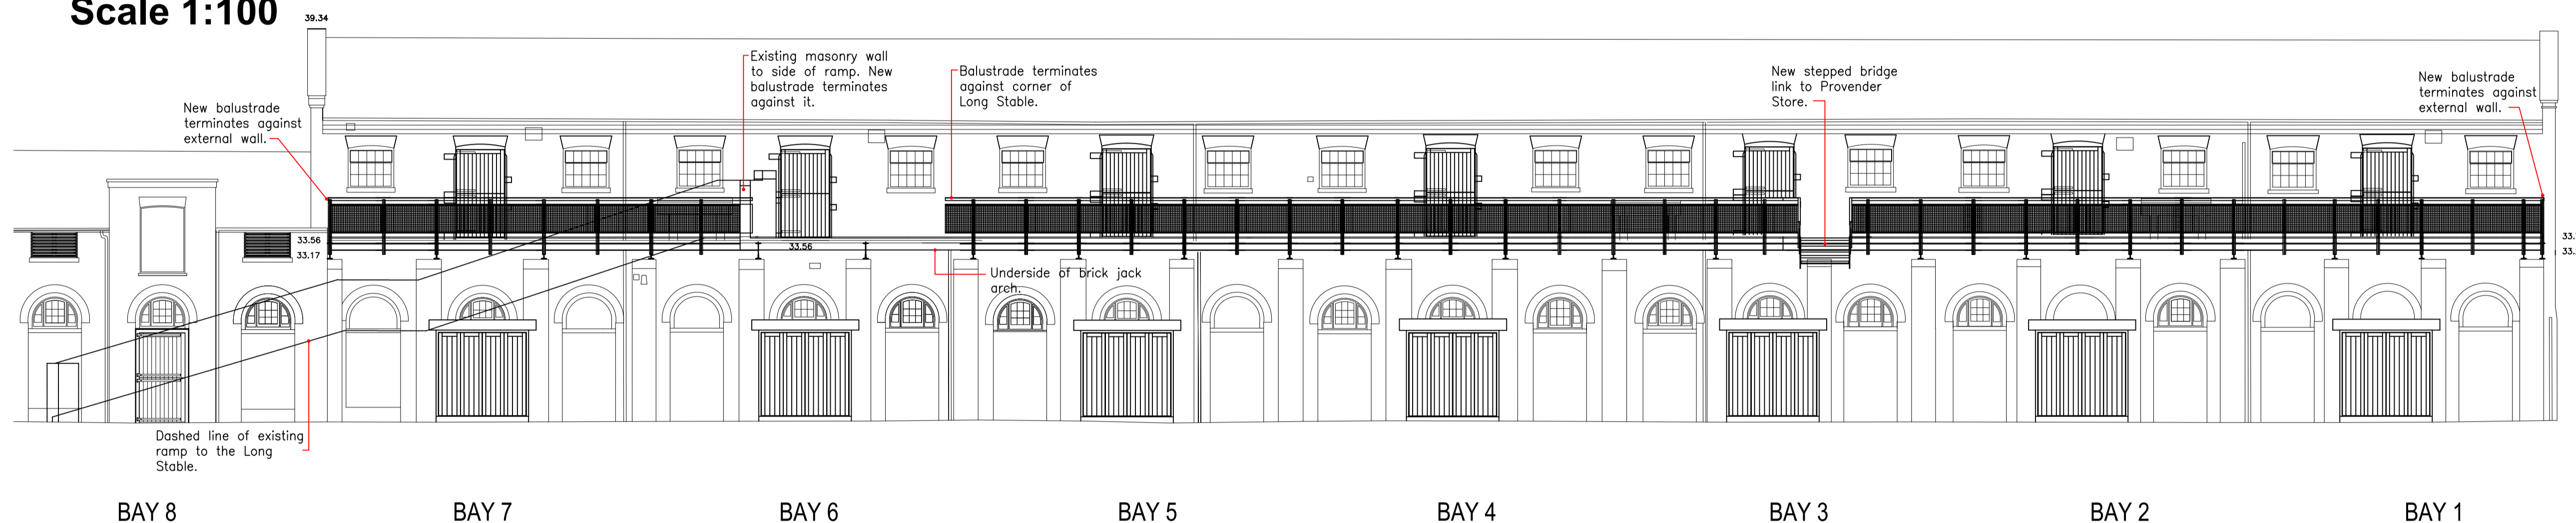 Scale 1:100
39.34
Existing masonry wall
to side of ramp. New
balustrade terminates
against it.
Balustrade terminates
against corner of
Long Stable.
New stepped bridge
link to Provender
Store.
New balustrade
terminates against
external wall.
New balustrade
terminates against
external wall.
33.56
33.17
33.56
Underside of brick jack
arch.
Dashed line of existing
ramp to the Long
Stable.
BAY 8
BAY 7
BAY 6
BAY 5
BAY 4
BAY 3
BAY 2
BAY 1